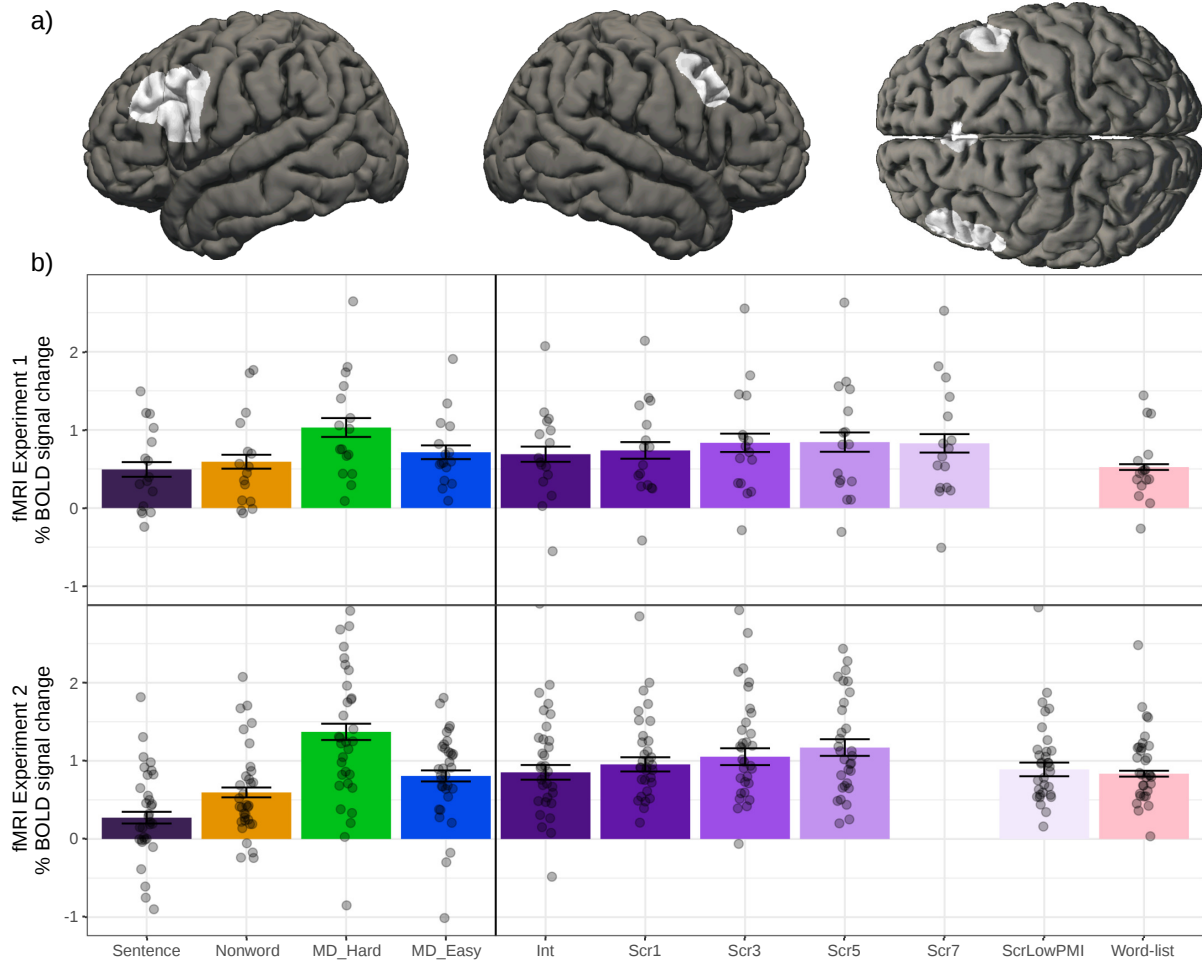 a)
b)
fMRI Experiment 1
% BOLD signal change
2
1
0
-1
fMRI Experiment 2
% BOLD signal change
2
1
0
-1
Sentence Nonword MD_Hard MD_Easy Int Scr1 Scr3 Scr5 Scr7 ScrLowPMI Word-list